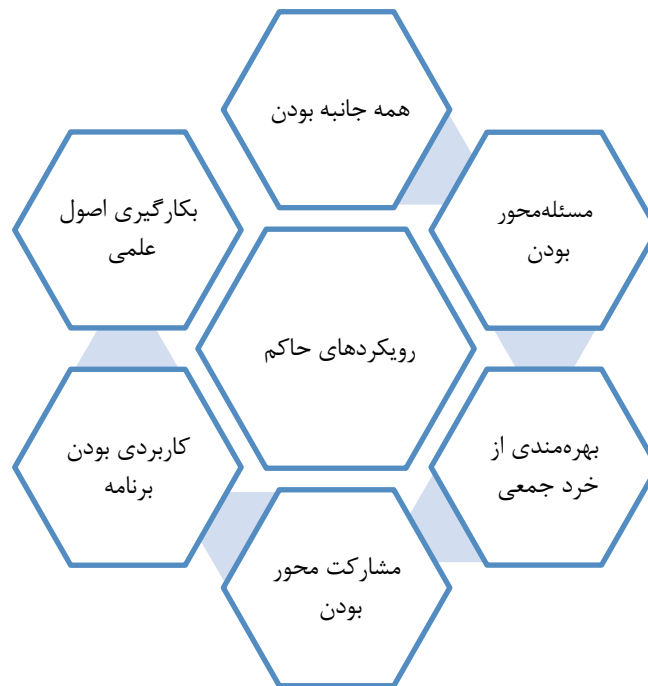 همه جانبه بودن
مسئله‌محور
بودن
بهره‌مندی از
خرد جمعی
مشارکت محور
بودن
کاربردی بودن
برنامه
بکارگیری اصول
علمی
رویکردهای حاکم